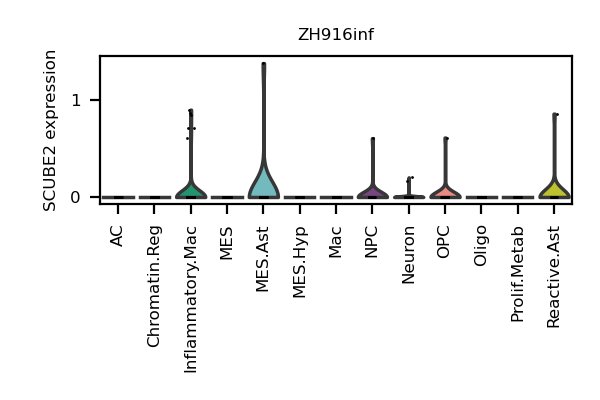 ZH916inf
SCUBE2 expression
1
0
AC
Chromatin.Reg
Inflammatory.Mac
MES
MES.Ast
MES.Hyp
Mac
NPC
Neuron
OPC
Oligo
Prolif.Metab
Reactive.Ast